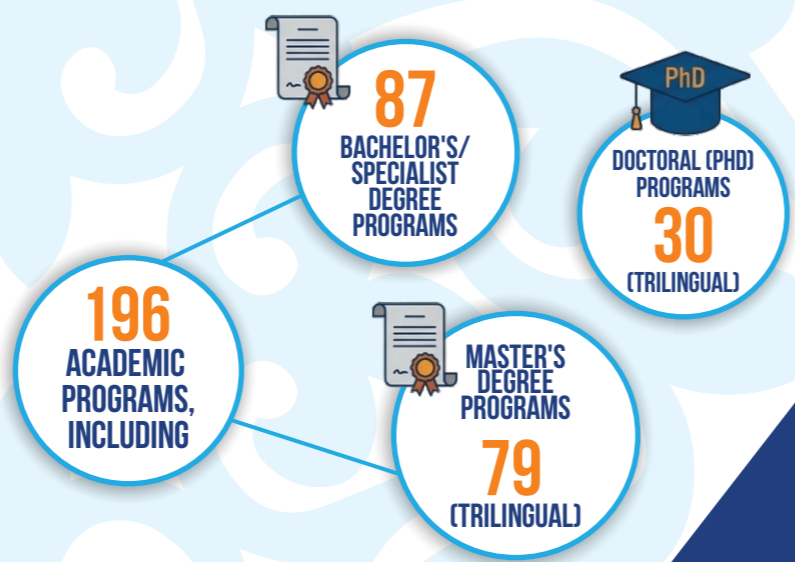 196
ACADEMIC
PROGRAMS,
INCLUDING
87
BACHELOR'S/
SPECIALIST
DEGREE
PROGRAMS
MASTER'S
DEGREE
PROGRAMS
79
(TRILINGUAL)
PhD
DOCTORAL (PHD)
PROGRAMS
30
(TRILINGUAL)